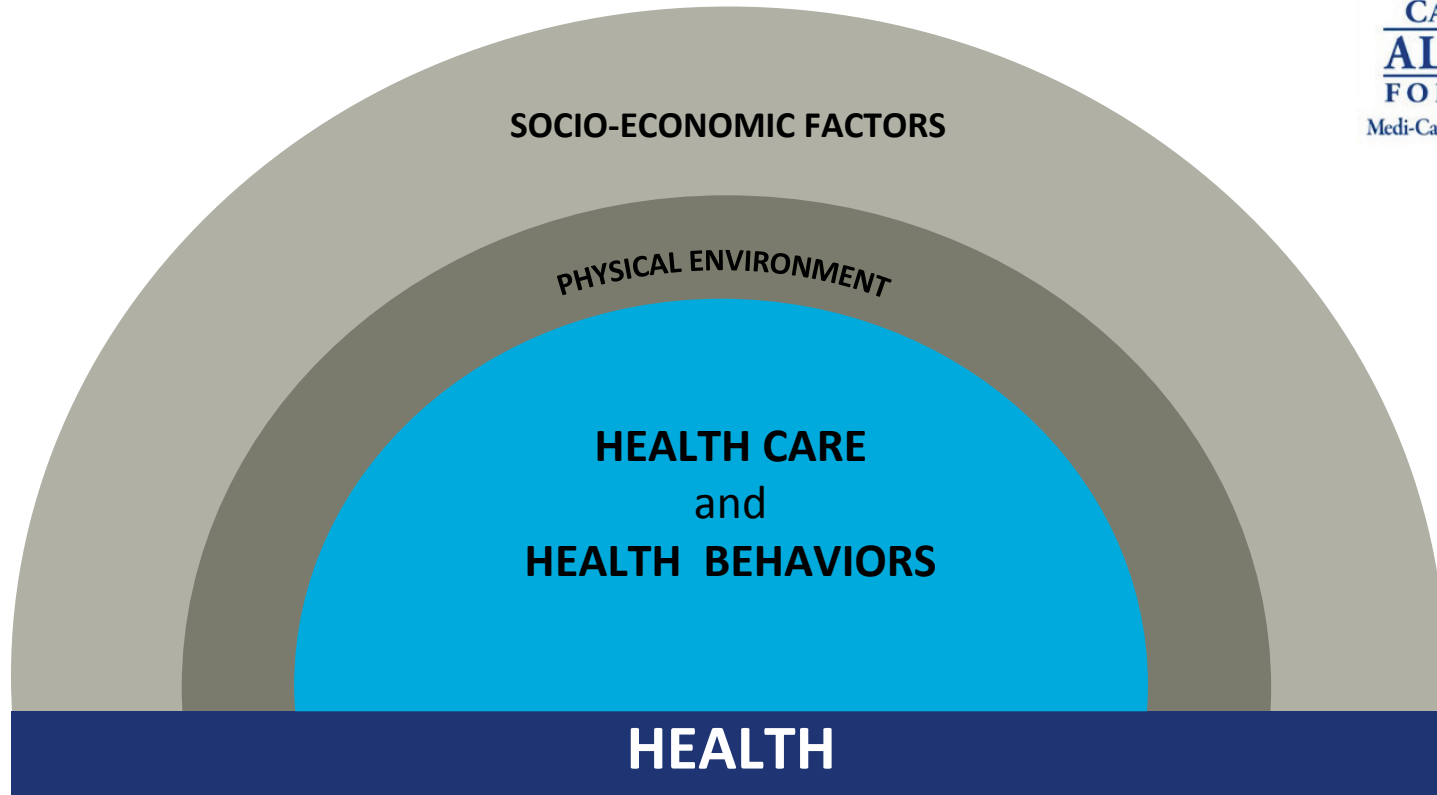 SOCIO-ECONOMIC FACTORS
PHYSICAL ENVIRONMENT
HEALTH CARE
and
HEALTH  BEHAVIORS
HEALTH